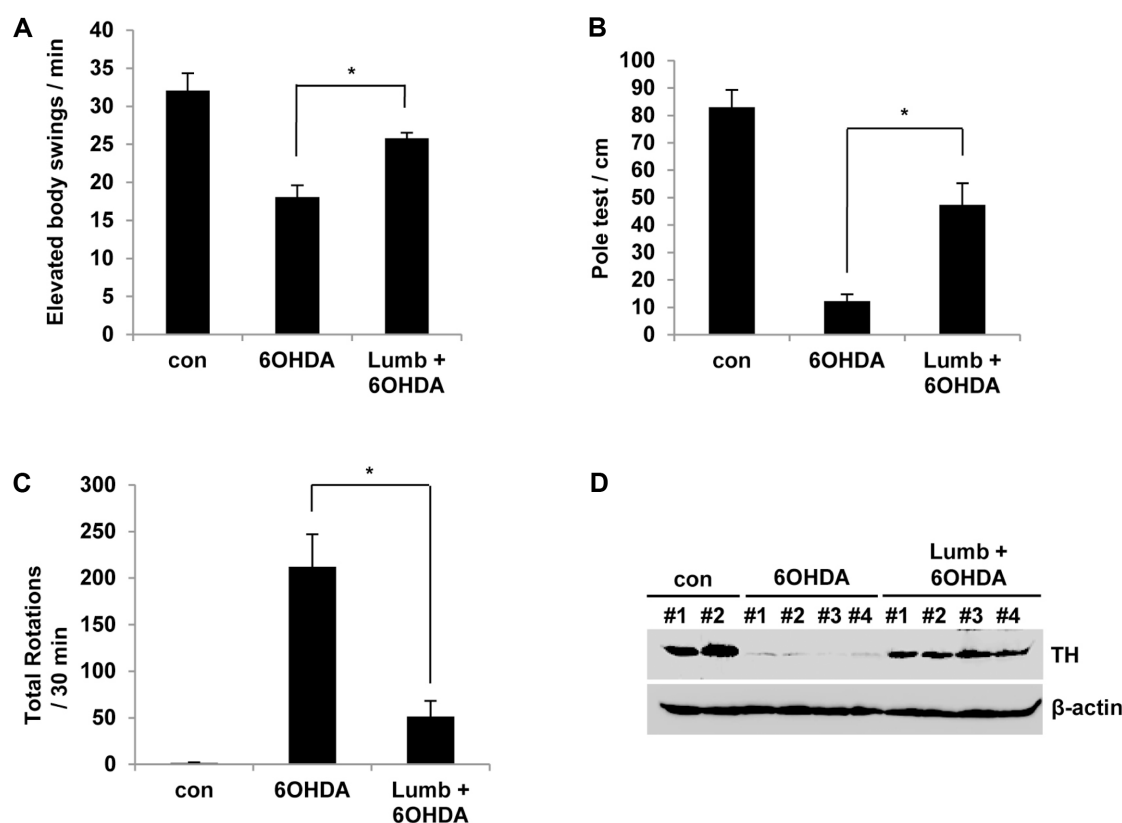 A
Elevated body swings / min
40
35
30
25
20
15
10
5
0
*
con
6OHDA
Lumb +
6OHDA
B
Pole test / cm
100
90
80
70
60
50
40
30
20
10
0
*
con
6OHDA
Lumb +
6OHDA
C
Total Rotations
/ 30 min
300
250
200
150
100
50
0
*
con
6OHDA
Lumb +
6OHDA
D
con
6OHDA
Lumb +
6OHDA
#1 #2 #1 #2 #3 #4 #1 #2 #3 #4
TH
β-actin